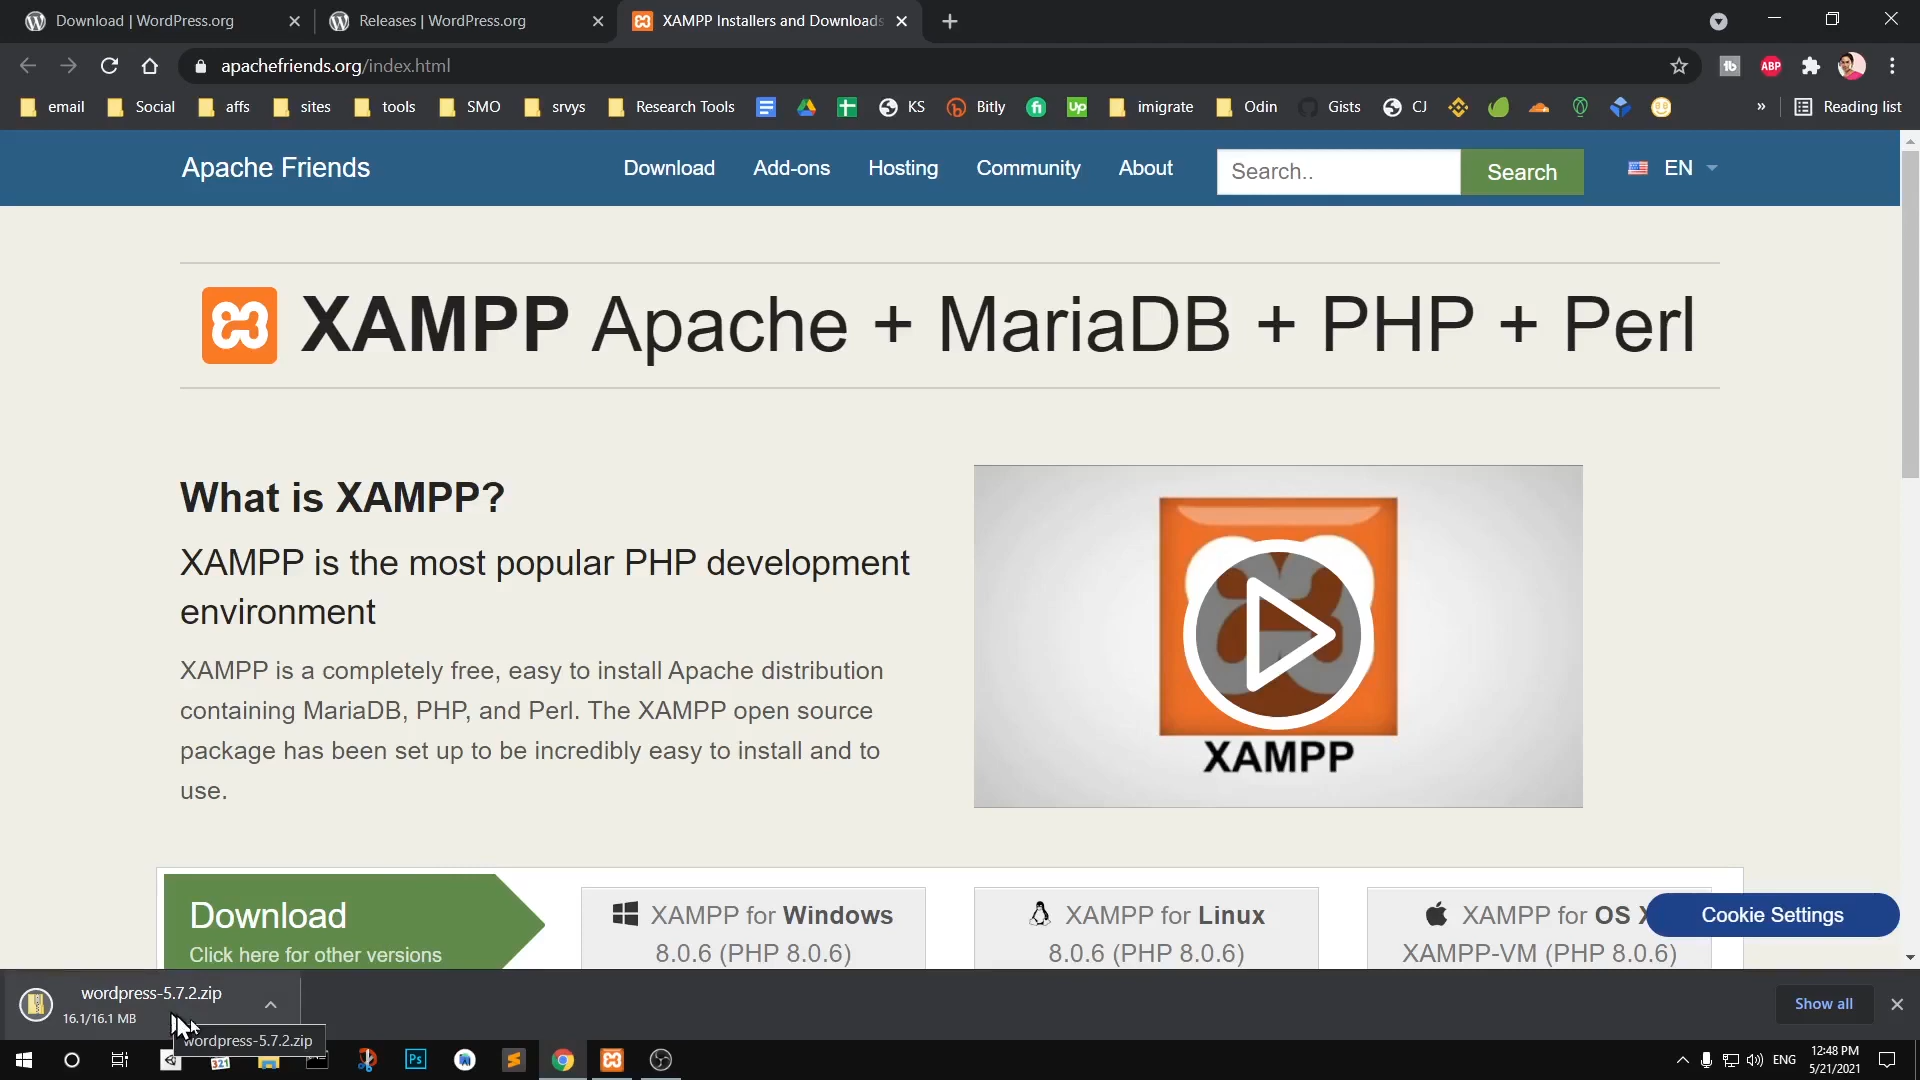 Download | WordPress.org
Releases | WordPress.org
XAMPP Installers and Downloads
apachefriends.org/index.html
ABP
email
Social
affs
sites
tools
SMO
srvys
Research Tools
KS
Bitly
Up
imigrate
Odin
Gists
CJ
»
Reading list
Apache Friends
Download
Add-ons
Hosting
Community
About
Search..
Search
EN
XAMPP Apache + MariaDB + PHP + Perl
What is XAMPP?
XAMPP is the most popular PHP development
environment
XAMPP is a completely free, easy to install Apache distribution
containing MariaDB, PHP, and Perl. The XAMPP open source
package has been set up to be incredibly easy to install and to
use.
XAMPP
Download
Click here for other versions
XAMPP for Windows
8.0.6 (PHP 8.0.6)
XAMPP for Linux
8.0.6 (PHP 8.0.6)
XAMPP for OS X
XAMPP-VM (PHP 8.0.6)
Cookie Settings
wordpress-5.7.2.zip
16.1/16.1 MB
wordpress-5.7.2.zip
Show all
321
Ps
ENG
12:48 PM
5/21/2021